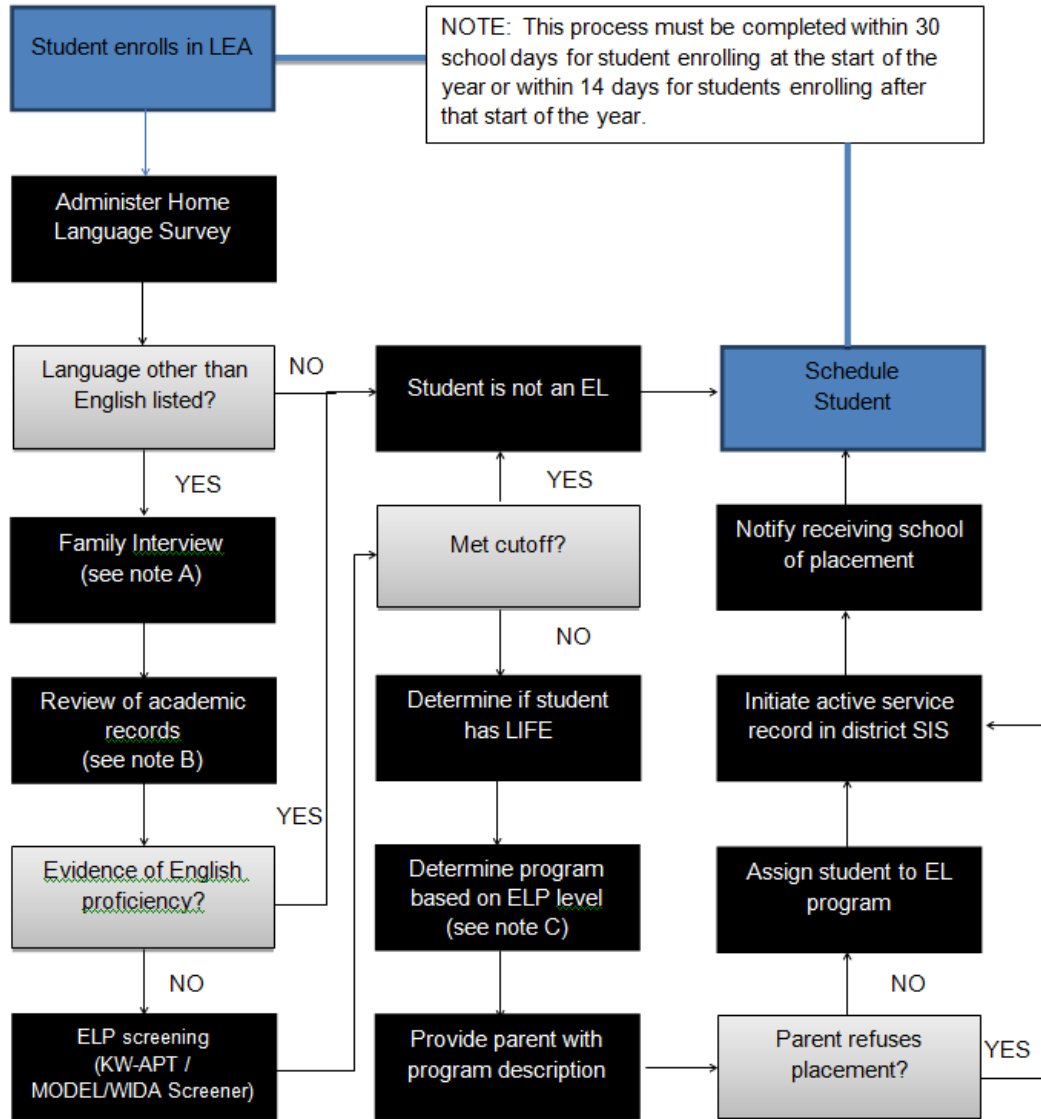 Student enrolls in LEA
NOTE:  This process must be completed within 30
school days for student enrolling at the start of the
year or within 14 days for students enrolling after
that start of the year.
Administer Home
Language Survey
Language other than
English listed?
NO
YES
Student is not an EL
Schedule
Student
Family Interview
(see note A)
YES
Met cutoff?
NO
Notify receiving school
of placement
Review of academic
records
(see note B)
YES
Determine if student
has LIFE
Initiate active service
record in district SIS
Evidence of English
proficiency?
NO
Determine program
based on ELP level
(see note C)
Assign student to EL
program
ELP screening
(KW-APT /
MODEL/WIDA Screener)
Provide parent with
program description
NO
Parent refuses
placement?
YES